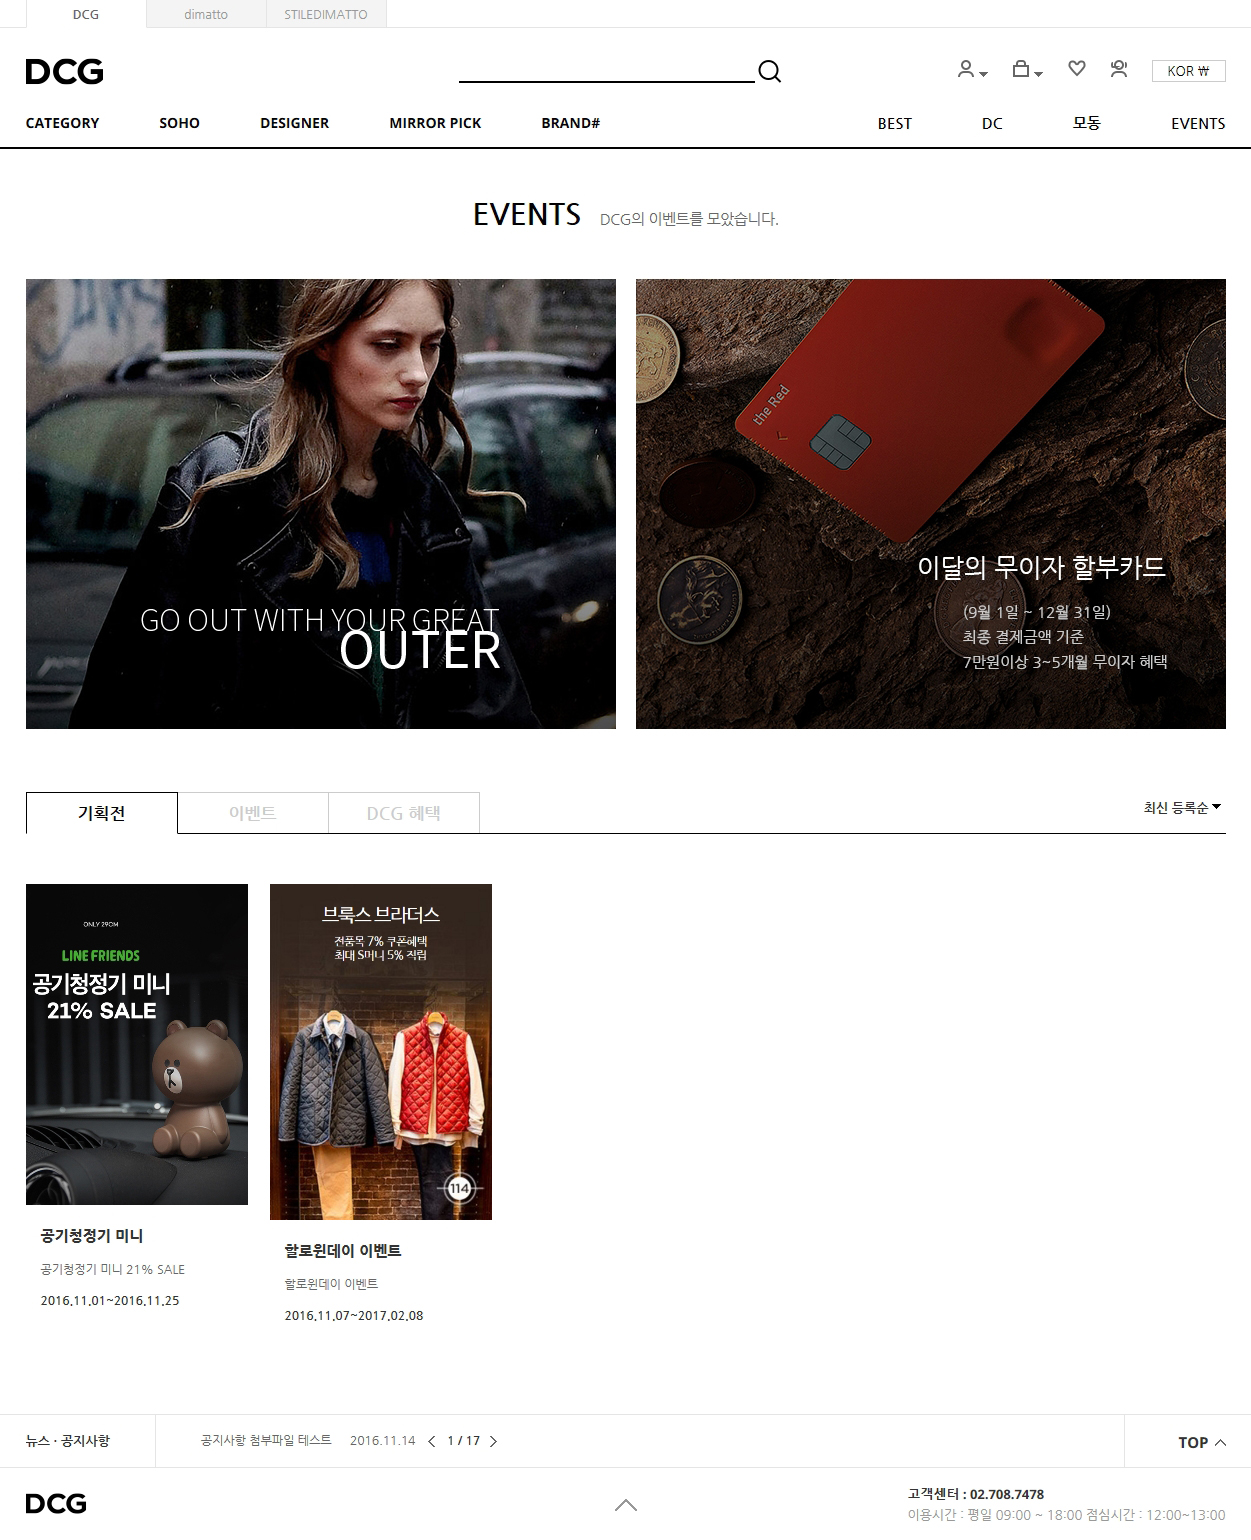 DCG
dimatto
STILEDIMATTO
DCG
KOR ₩
CATEGORY
SOHO
DESIGNER
MIRROR PICK
BRAND#
BEST
DC
모동
EVENTS
EVENTS
DCG의 이벤트를 모았습니다.
GO OUT WITH YOUR GREAT
OUTER
the Red
이달의 무이자 할부카드
(9월 1일 ~ 12월 31일)
최종 결제금액 기준
7만원이상 3~5개월 무이자 혜택
기획전
이벤트
DCG 혜택
최신 등록순
ONLY 29CM
LINE FRIENDS
공기청정기 미니
21% SALE
공기청정기 미니
공기청정기 미니 21% SALE
2016.11.01~2016.11.25
브룩스 브라더스
전품목 7% 쿠폰혜택
최대 S머니 5% 적립
114
할로윈데이 이벤트
할로윈데이 이벤트
2016.11.07~2017.02.08
뉴스 · 공지사항
공지사항 첨부파일 테스트 2016.11.14
1 / 17
TOP
DCG
고객센터 : 02.708.7478
이용시간 : 평일 09:00 ~ 18:00 점심시간 : 12:00~13:00